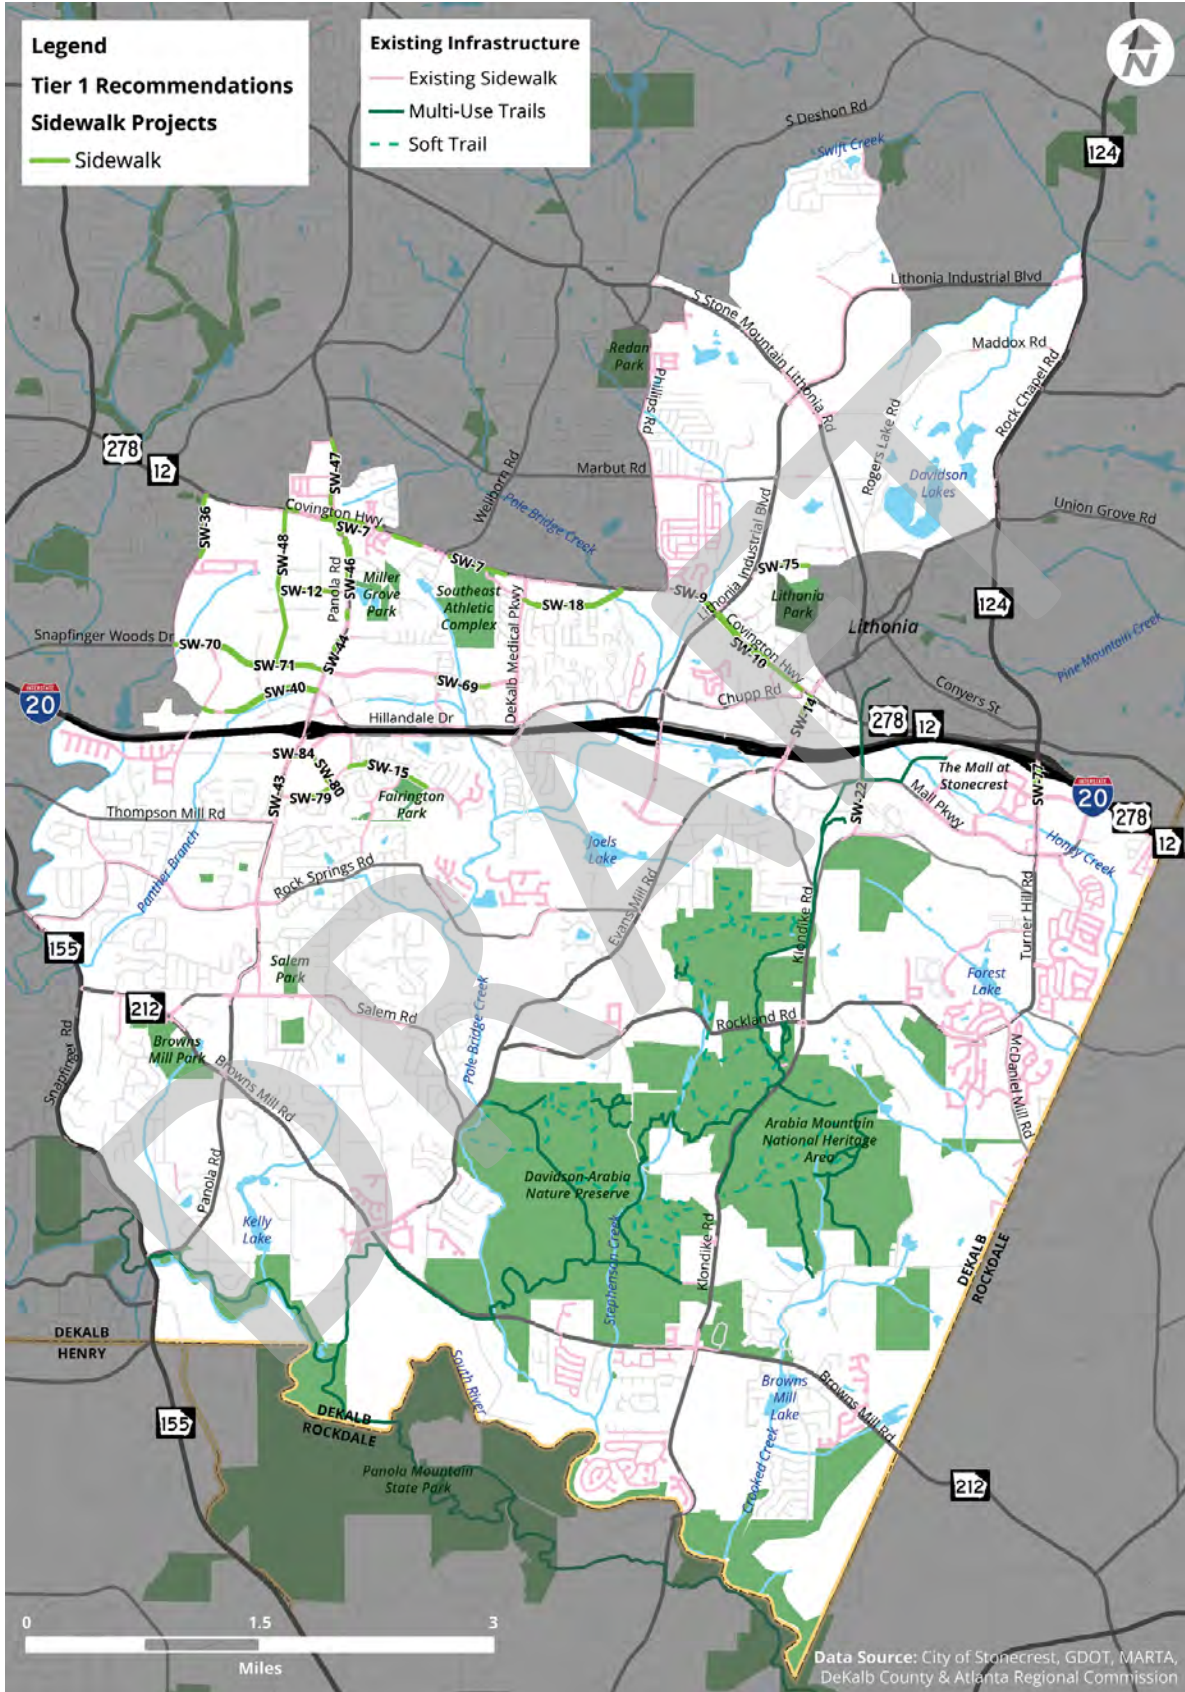 Legend
Tier 1 Recommendations
Sidewalk Projects
Sidewalk
Existing Infrastructure
Existing Sidewalk
Multi-Use Trails
Soft Trail
N
S Deshon Rd
Swift Creek
124
Lithonia Industrial Blvd
S Stone Mountain Lithonia Rd
Maddox Rd
Redan
Park
Phillips Rd
Rock Chapel Rd
Rogers Lake Rd
278
12
SW-47
Wellborn Rd
Marbut Rd
Davidson
Lakes
Pole Bridge Creek
Union Grove Rd
SW-36
Covington Hwy
SW-7
SW-48
Lithonia Industrial Blvd
SW-7
SW-46
Panola Rd
SW-12
Miller
Grove
Park
Southeast
Athletic
Complex
DeKalb Medical Pkwy
SW-18
SW-75
SW-9
Lithonia
Park
124
Lithonia
Pine Mountain Creek
Snapfinger Woods Dr
SW-70
SW-44
SW-71
Covington Hwy
SW-10
SW-69
SW-40
Chupp Rd
Conyers St
INTERSTATE
20
Hillandale Dr
SW-14
278
12
SW-84
SW-80
SW-15
SW-43
SW-79
Fairington
Park
The Mall at
Stonecrest
SW-77
Mall Pkwy
SW-22
INTERSTATE
20
278
12
Thompson Mill Rd
Panther Branch
Joels
Lake
Honey Creek
Rock Springs Rd
Evans Mill Rd
Klondike Rd
Turner Hill Rd
155
Salem
Park
Forest
Lake
212
Salem Rd
Pole Bridge Creek
Rockland Rd
Snapfinger Rd
Browns
Mill Park
Browns Mill Rd
McDaniel Mill Rd
Arabia Mountain
National Heritage
Area
Davidson-Arabia
Nature Preserve
Panola Rd
Kelly
Lake
Stephenson Creek
Klondike Rd
DEKALB
ROCKDALE
DEKALB
HENRY
South River
Browns
Mill
Lake
Browns Mill Rd
155
DEKALB
ROCKDALE
Panola Mountain
State Park
Crooked Creek
212
DRAFT
0 1.5 3
Miles
Data Source: City of Stonecrest, GDOT, MARTA,
DeKalb County & Atlanta Regional Commission